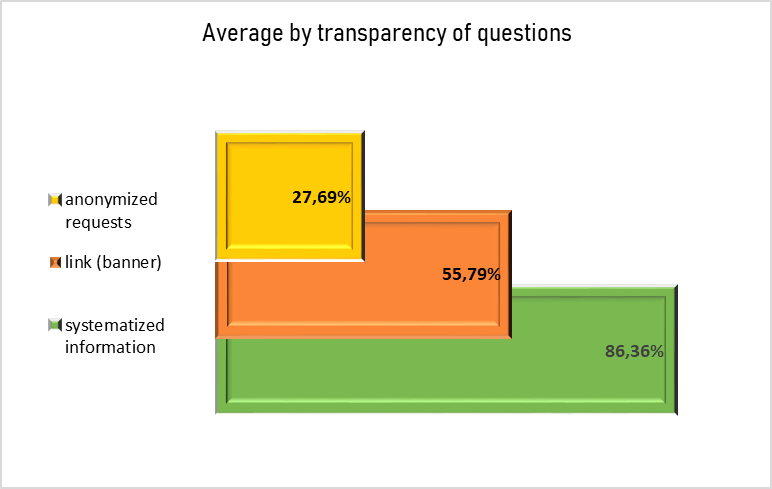 Average by transparency of questions
anonymized
requests
link (banner)
systematized
information
27,69%
55,79%
86,36%